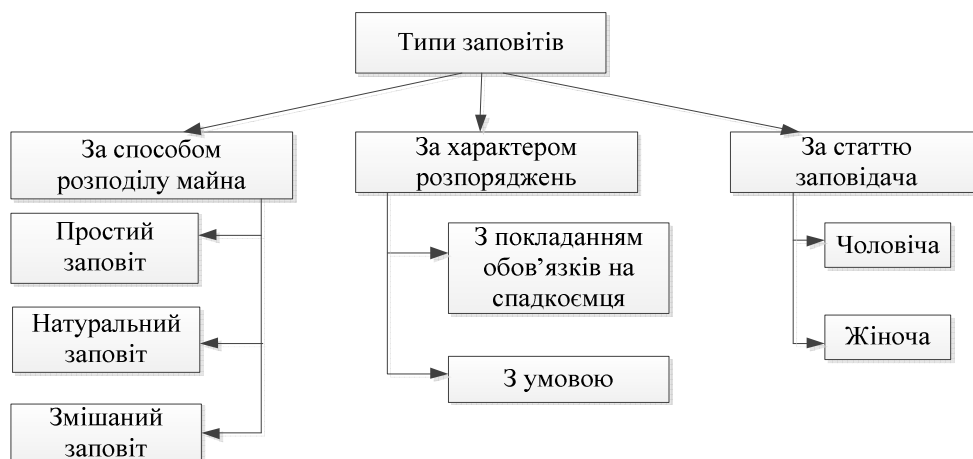 Типи заповітів
За способом
розподілу майна
Простий
заповіт
Натуральний
заповіт
Змішаний
заповіт
За характером
розпоряджень
З покладанням
обов’язків на
спадкоємця
З умовою
За статтю
заповідача
Чоловіча
Жіноча